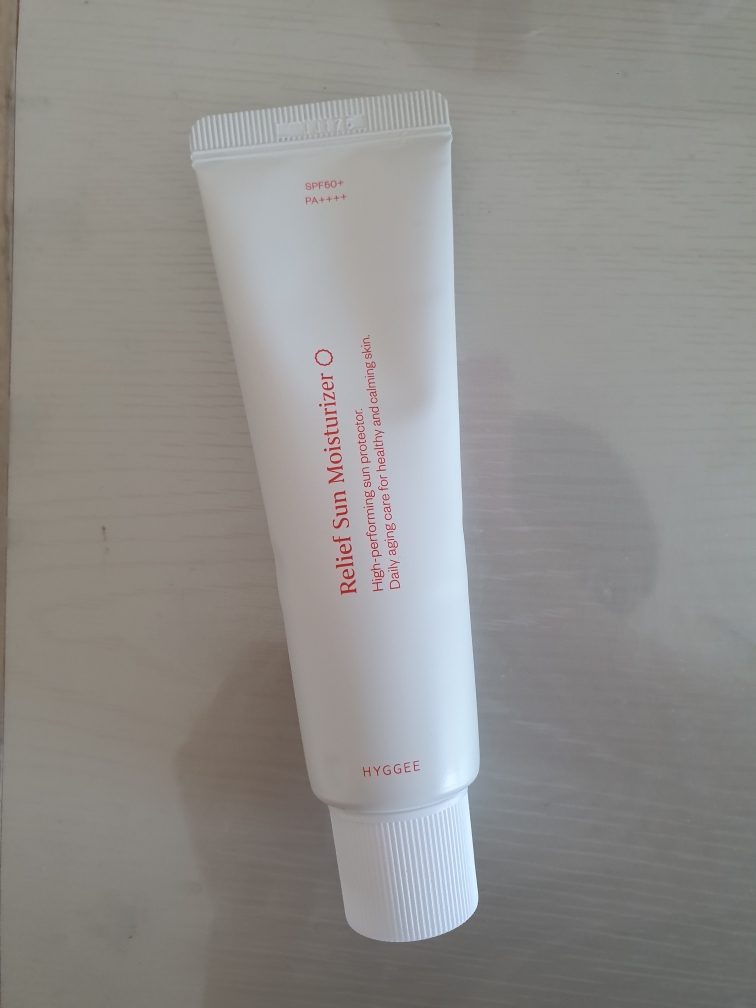 SPF50+
PA++++
Relief Sun Moisturizer
High-performing sun protector.
Daily aging care for healthy and calming skin.
HYGGEE